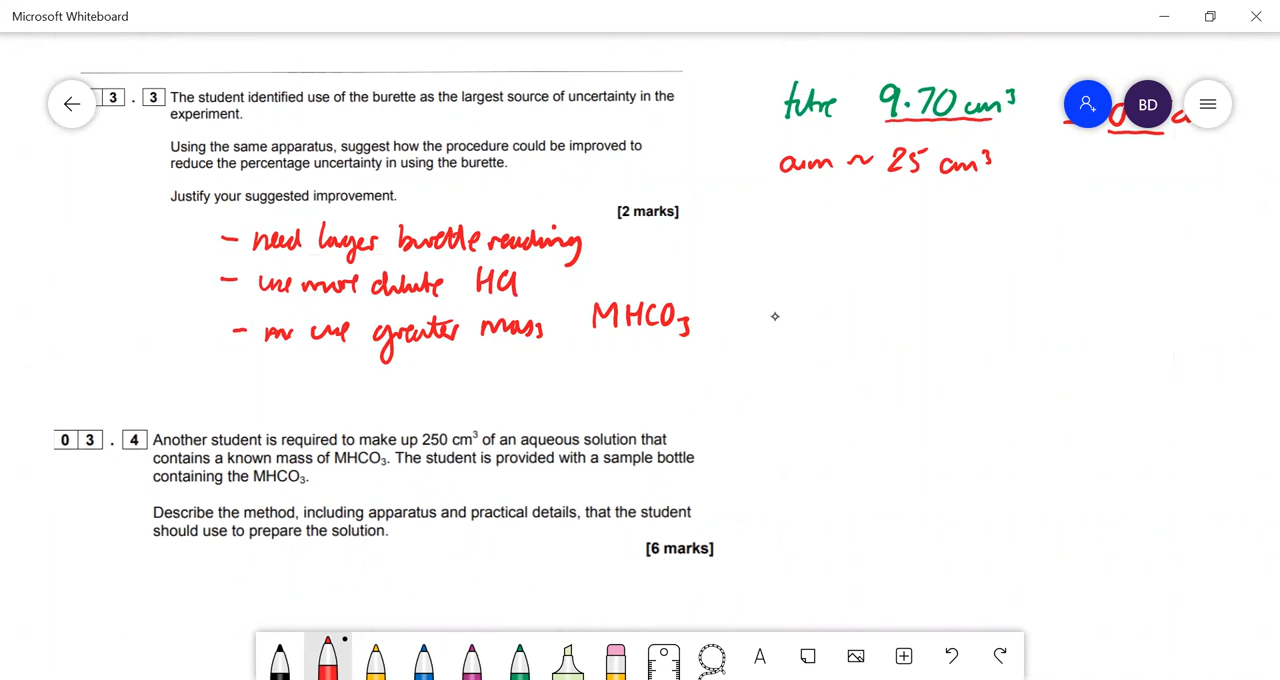 Microsoft Whiteboard
3 . 3 The student identified use of the burette as the largest source of uncertainty in the
experiment.
Using the same apparatus, suggest how the procedure could be improved to
reduce the percentage uncertainty in using the burette.
Justify your suggested improvement.
[2 marks]
titre 9.70 cm³
BD
aim ~ 25 cm³
- need larger burette reading
- use more dilute HCl
- or use greater mass MHCO₃
0 3 . 4 Another student is required to make up 250 cm³ of an aqueous solution that
contains a known mass of MHCO₃. The student is provided with a sample bottle
containing the MHCO₃.
Describe the method, including apparatus and practical details, that the student
should use to prepare the solution.
[6 marks]
A